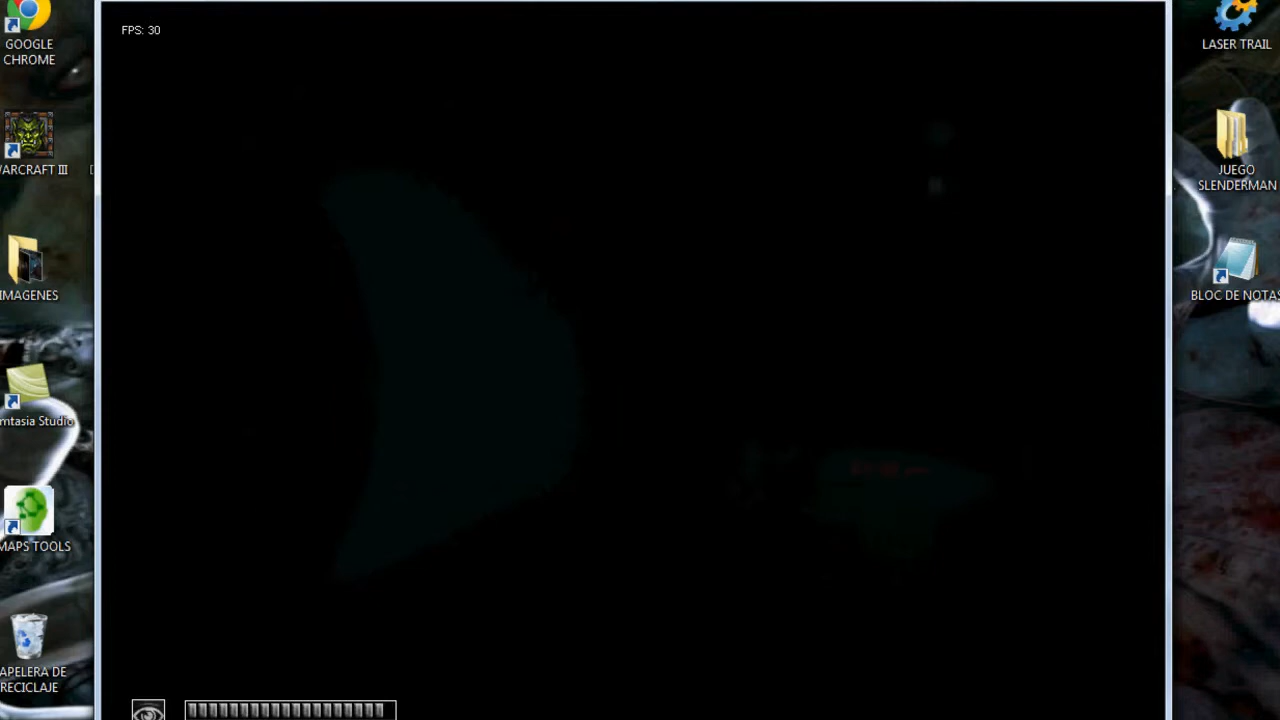 FPS: 30
GOOGLE
CHROME
LASER TRAIL
ARCRAFT III
JUEGO
SLENDERMAN
IMAGENES
BLOC DE NOTAS
mtasia Studio
MAPS TOOLS
APELERA DE
RECICLAJE